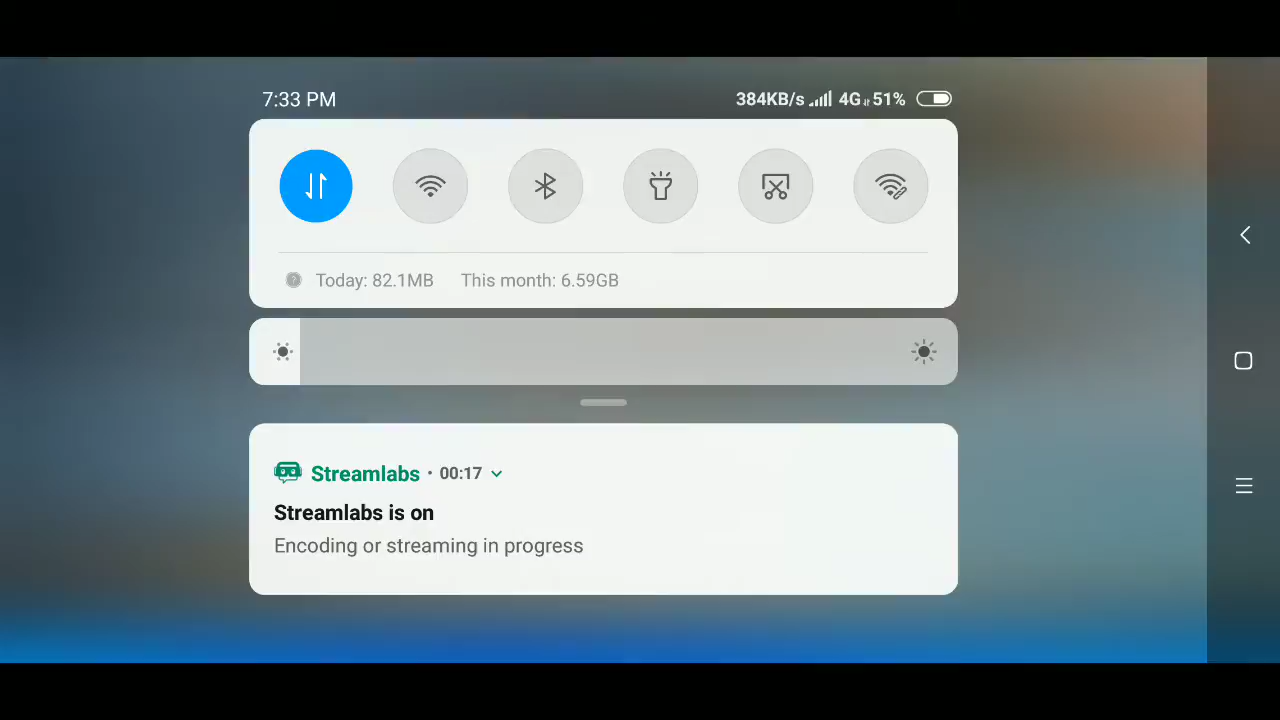 7:33 PM 384KB/s 4G 51%
Today: 82.1MB This month: 6.59GB
Streamlabs · 00:17
Streamlabs is on
Encoding or streaming in progress